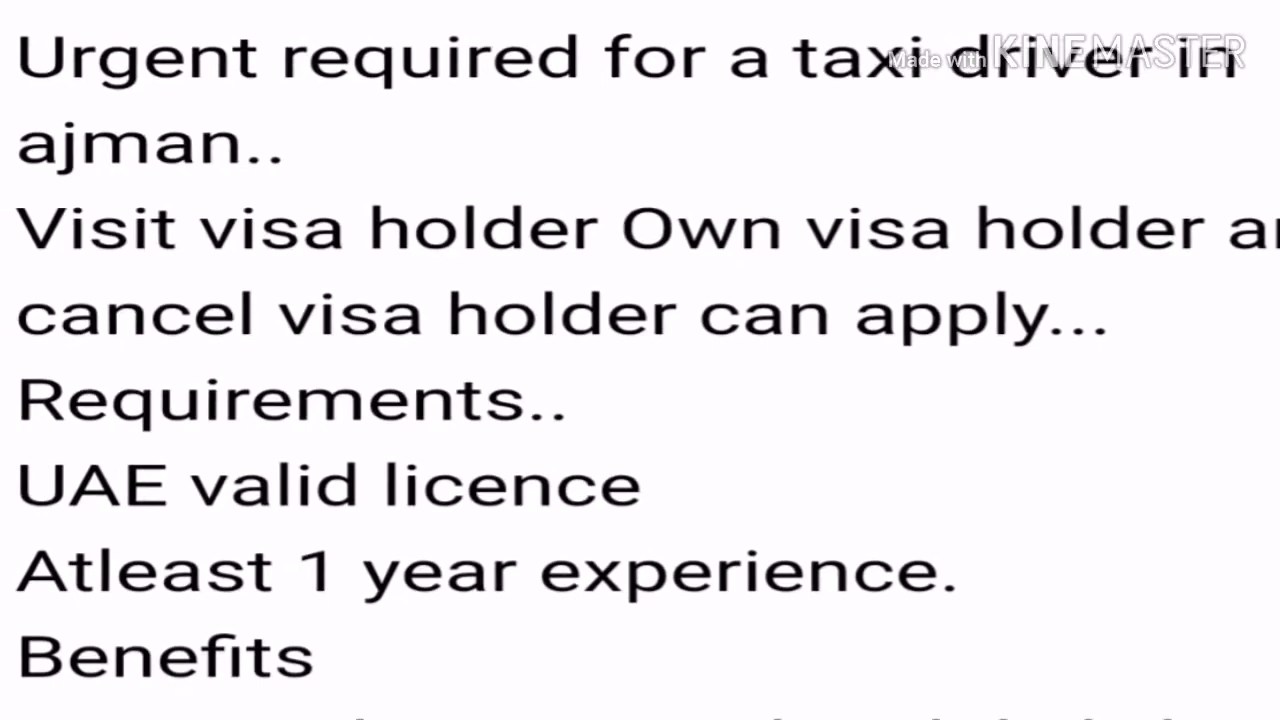 Urgent required for a taxi driver in
ajman..
Visit visa holder Own visa holder
cancel visa holder can apply...
Requirements..
UAE valid licence
Atleast 1 year experience.
Benefits
Made with KINEMASTER